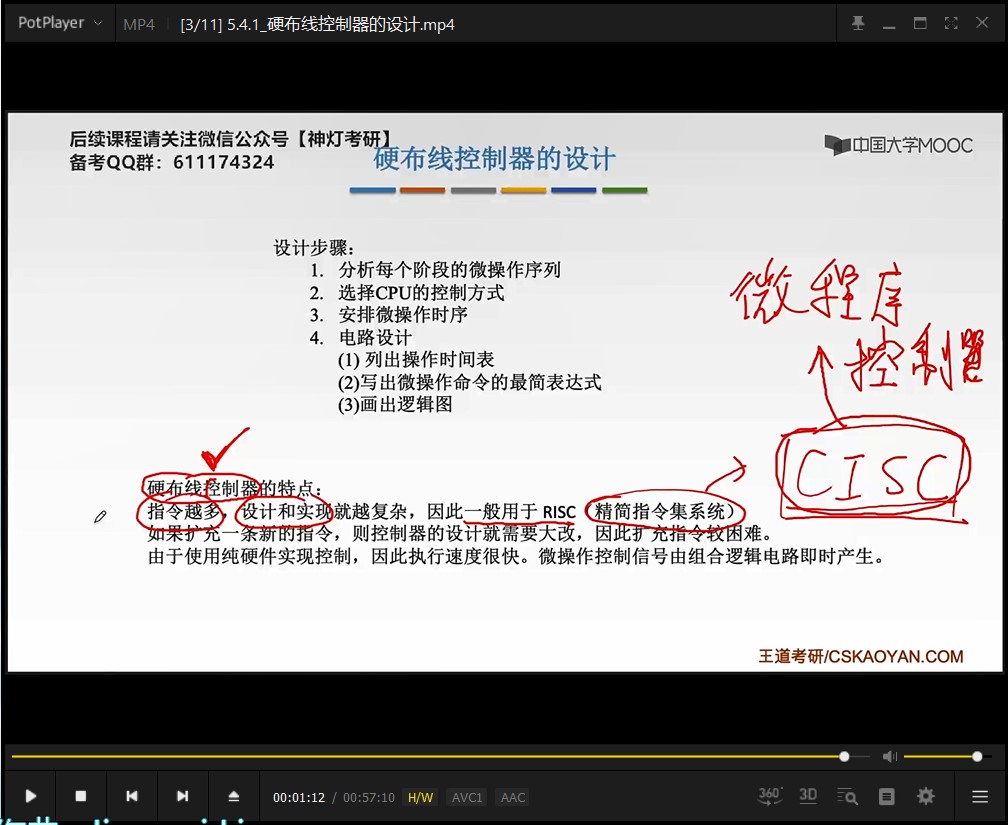 PotPlayer MP4 [3/11] 5.4.1_硬布线控制器的设计.mp4
后续课程请关注微信公众号【神灯考研】
备考QQ群：611174324
硬布线控制器的设计
中国大学MOOC
设计步骤：
1. 分析每个阶段的微操作序列
2. 选择CPU的控制方式
3. 安排微操作时序
4. 电路设计
(1) 列出操作时间表
(2)写出微操作命令的最简表达式
(3)画出逻辑图
微程序
控制器
CISC
硬布线控制器的特点：
指令越多，设计和实现就越复杂，因此一般用于 RISC （精简指令集系统）
如果扩充一条新的指令，则控制器的设计就需要大改，因此扩充指令较困难。
由于使用纯硬件实现控制，因此执行速度很快。微操作控制信号由组合逻辑电路即时产生。
王道考研/CSKAOYAN.COM
00:01:12 / 00:57:10 H/W AVC1 AAC
360° 3D